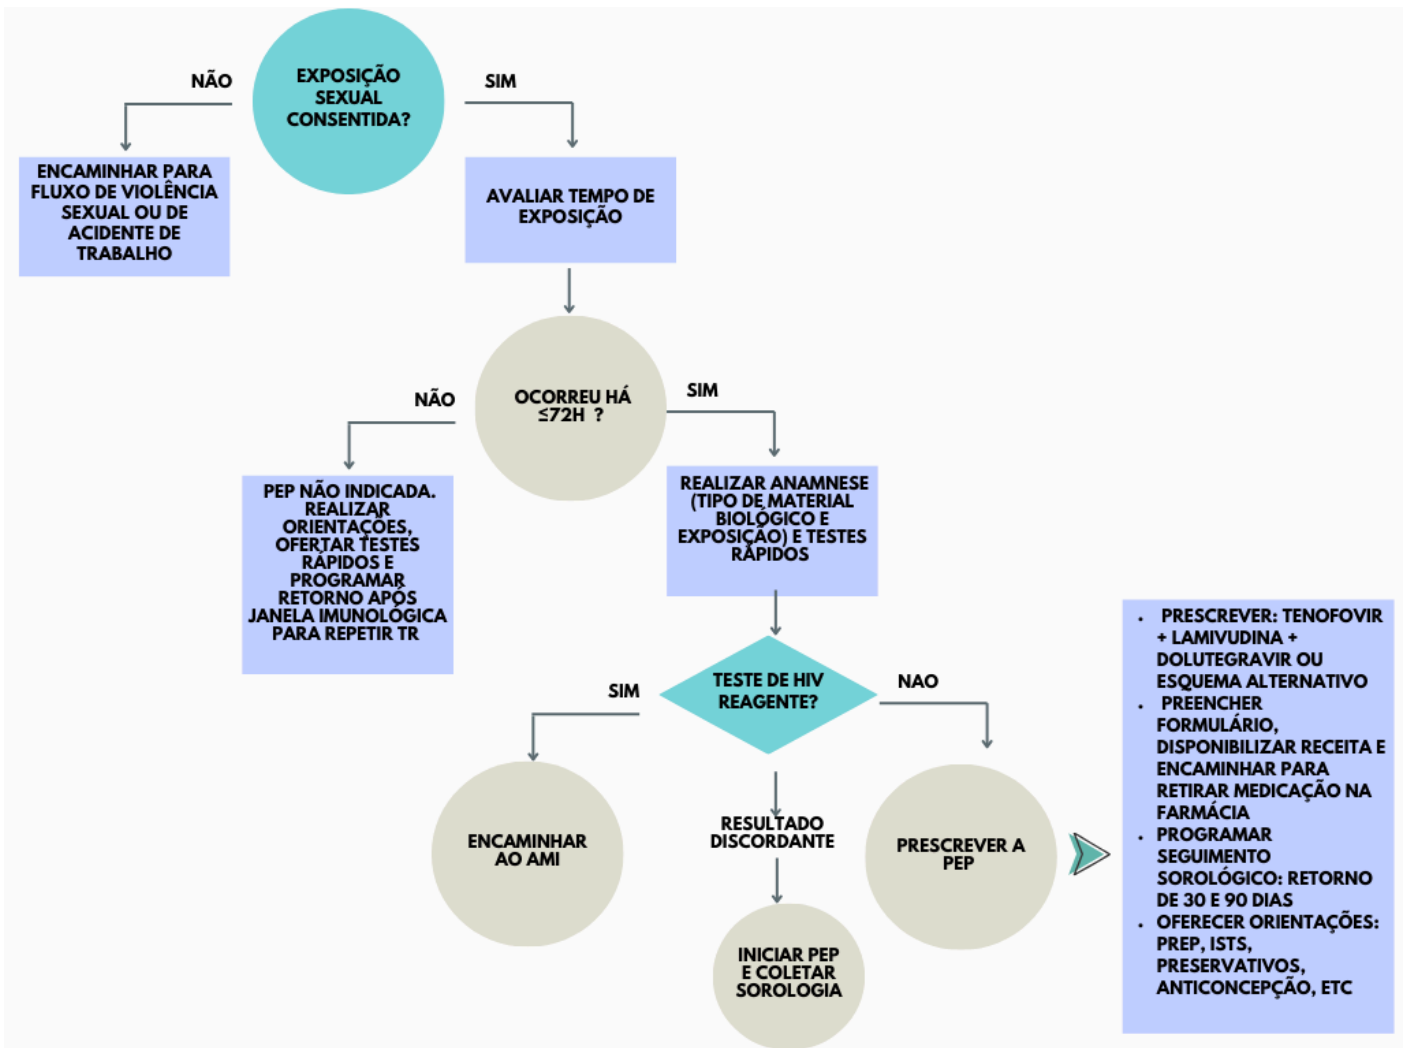 EXPOSIÇÃO
SEXUAL
CONSENTIDA?
NÃO
SIM
ENCAMINHAR PARA
FLUXO DE VIOLÊNCIA
SEXUAL OU DE
ACIDENTE DE
TRABALHO
AVALIAR TEMPO DE
EXPOSIÇÃO
OCORREU HÁ
≤72H ?
NÃO
SIM
PEP NÃO INDICADA.
REALIZAR
ORIENTAÇÕES,
OFERTAR TESTES
RÁPIDOS E
PROGRAMAR
RETORNO APÓS
JANELA IMUNOLÓGICA
PARA REPETIR TR
REALIZAR ANAMNESE
(TIPO DE MATERIAL
BIOLÓGICO E
EXPOSIÇÃO) E TESTES
RÁPIDOS
TESTE DE HIV
REAGENTE?
SIM
NAO
ENCAMINHAR
AO AMI
RESULTADO
DISCORDANTE
INICIAR PEP
E COLETAR
SOROLOGIA
PRESCREVER A
PEP
• PRESCREVER: TENOFOVIR
+ LAMIVUDINA +
DOLUTEGRAVIR OU
ESQUEMA ALTERNATIVO
• PREENCHER
FORMULÁRIO,
DISPONIBILIZAR RECEITA E
ENCAMINHAR PARA
RETIRAR MEDICAÇÃO NA
FARMÁCIA
• PROGRAMAR
SEGUIMENTO
SOROLÓGICO: RETORNO
DE 30 E 90 DIAS
• OFERECER ORIENTAÇÕES:
PREP, ISTS,
PRESERVATIVOS,
ANTICONCEPÇÃO, ETC